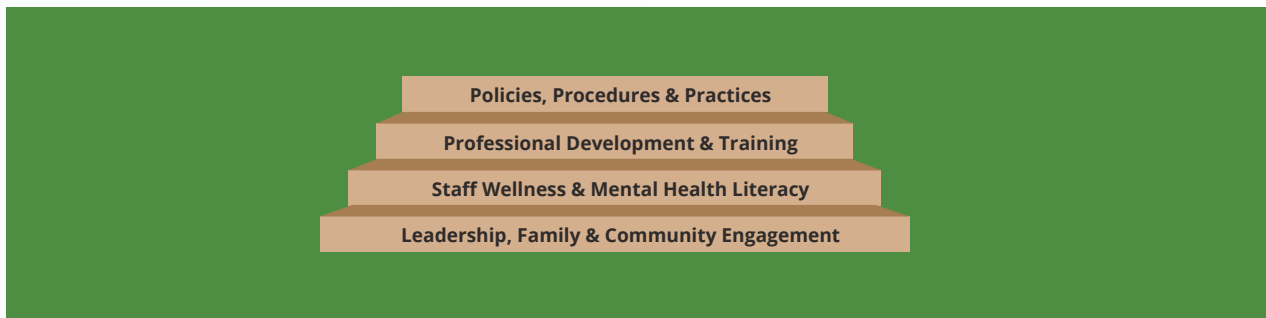 Policies, Procedures & Practices
Professional Development & Training
Staff Wellness & Mental Health Literacy
Leadership, Family & Community Engagement